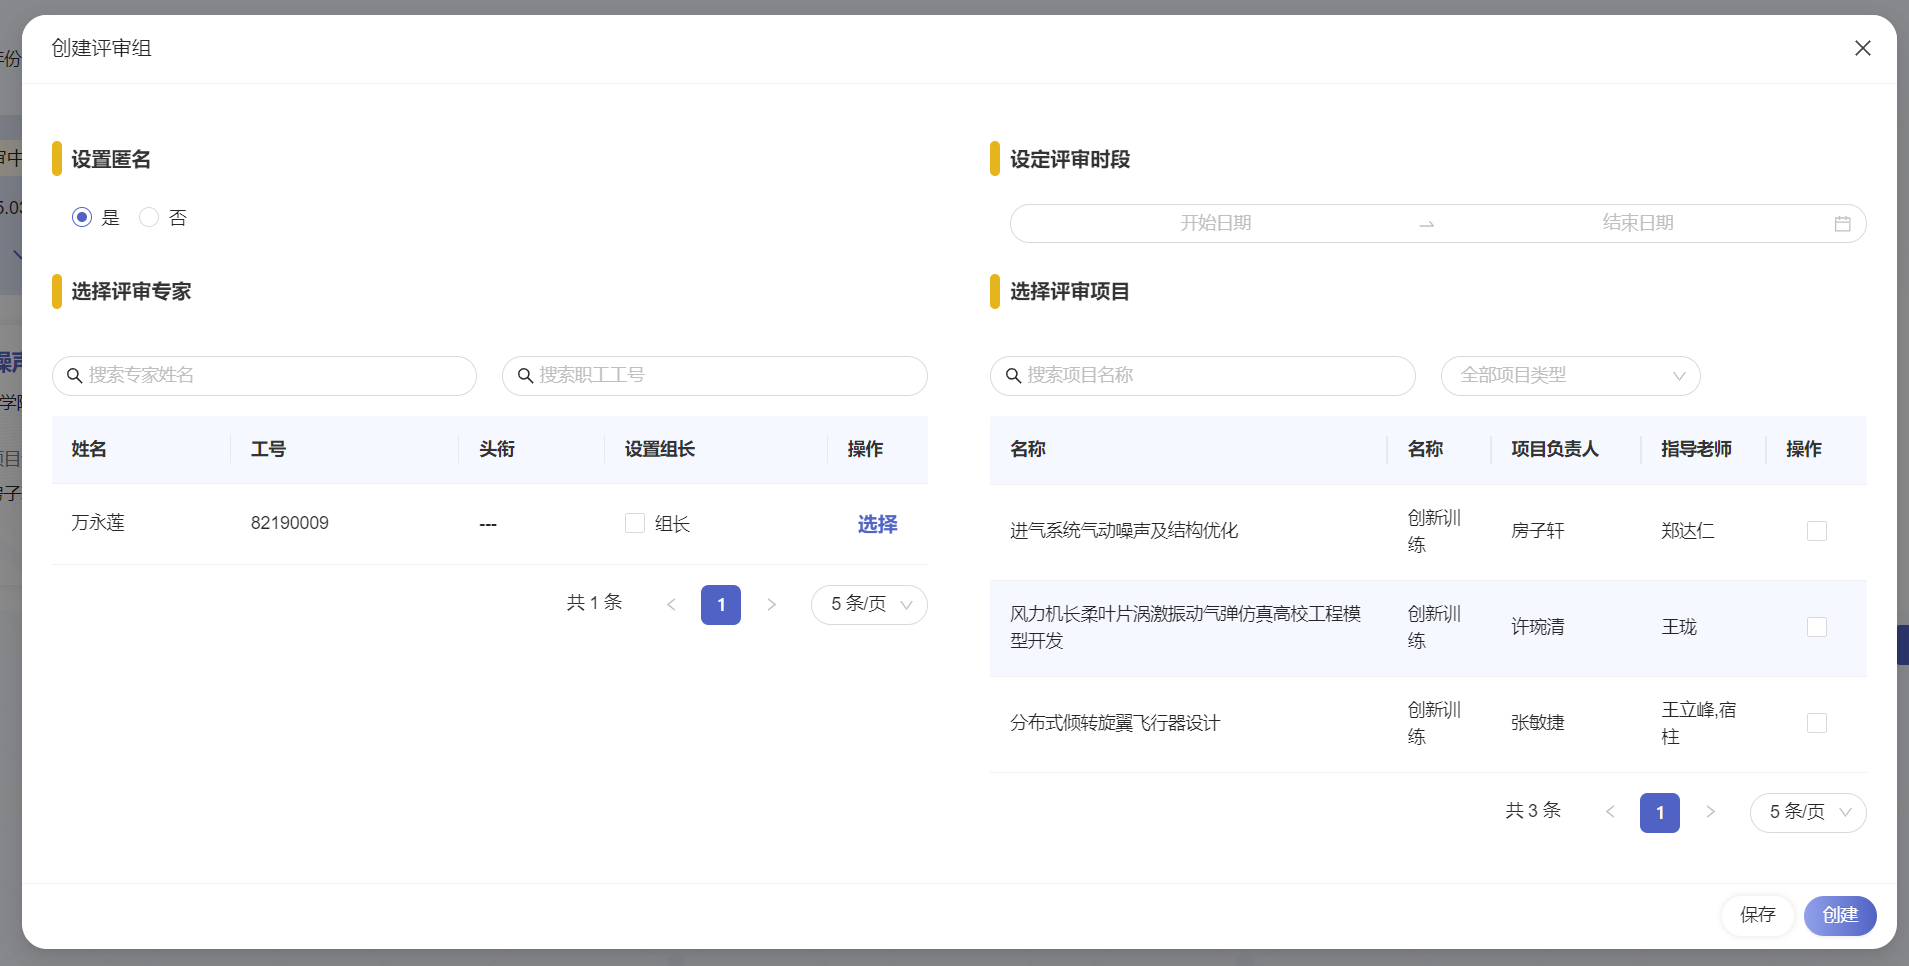 创建评审组
设置匿名
是 否
设定评审时段
开始日期 → 结束日期
选择评审专家
搜索专家姓名 搜索职工工号
姓名 工号 头衔 设置组长 操作
万永莲 82190009 --- 组长 选择
共 1 条 < 1 > 5 条/页
选择评审项目
搜索项目名称 全部项目类型
名称 名称 项目负责人 指导老师 操作
进气系统气动噪声及结构优化 创新训 房子轩 郑达仁
练
风力机长柔叶片涡激振动气弹仿真高校工程模 创新训 许琬清 王珑
型开发 练
分布式倾转旋翼飞行器设计 创新训 张敏捷 王立峰,宿
练 柱
共 3 条 < 1 > 5 条/页
保存 创建